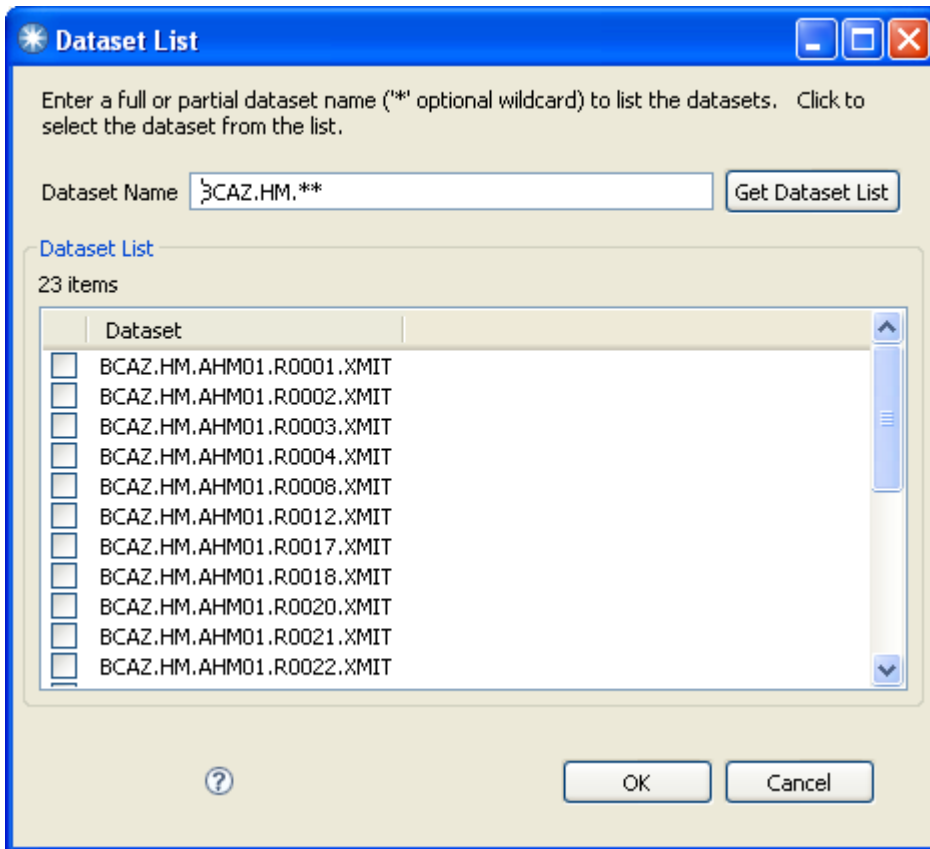 Dataset List
Enter a full or partial dataset name ('*' optional wildcard) to list the datasets. Click to
select the dataset from the list.
Dataset Name BCAZ.HM.** Get Dataset List
Dataset List
23 items
Dataset
BCAZ.HM.AHM01.R0001.XMIT
BCAZ.HM.AHM01.R0002.XMIT
BCAZ.HM.AHM01.R0003.XMIT
BCAZ.HM.AHM01.R0004.XMIT
BCAZ.HM.AHM01.R0008.XMIT
BCAZ.HM.AHM01.R0012.XMIT
BCAZ.HM.AHM01.R0017.XMIT
BCAZ.HM.AHM01.R0018.XMIT
BCAZ.HM.AHM01.R0020.XMIT
BCAZ.HM.AHM01.R0021.XMIT
BCAZ.HM.AHM01.R0022.XMIT
? OK Cancel